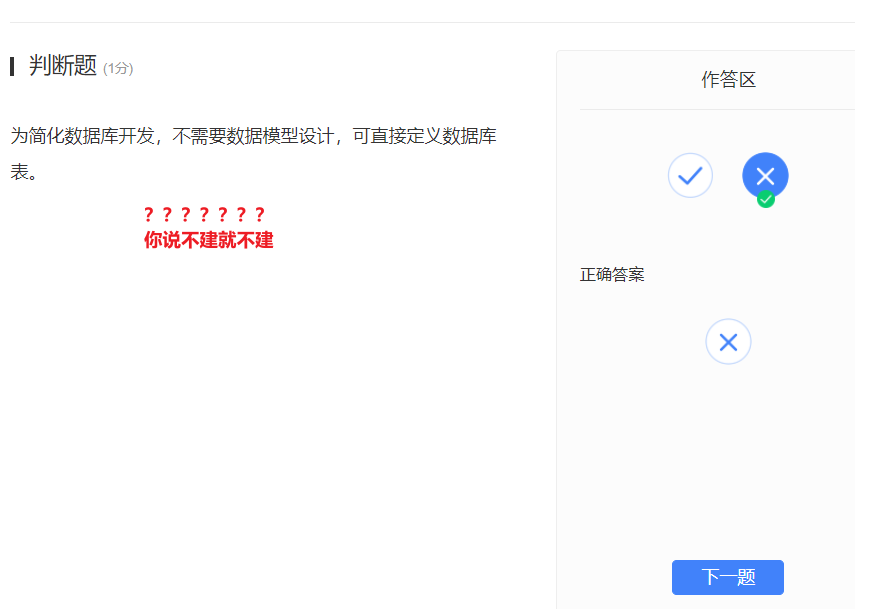 判断题 (1分)
为简化数据库开发，不需要数据模型设计，可直接定义数据库
表。
？？？？？？？
你说不建就不建
作答区
正确答案
下一题